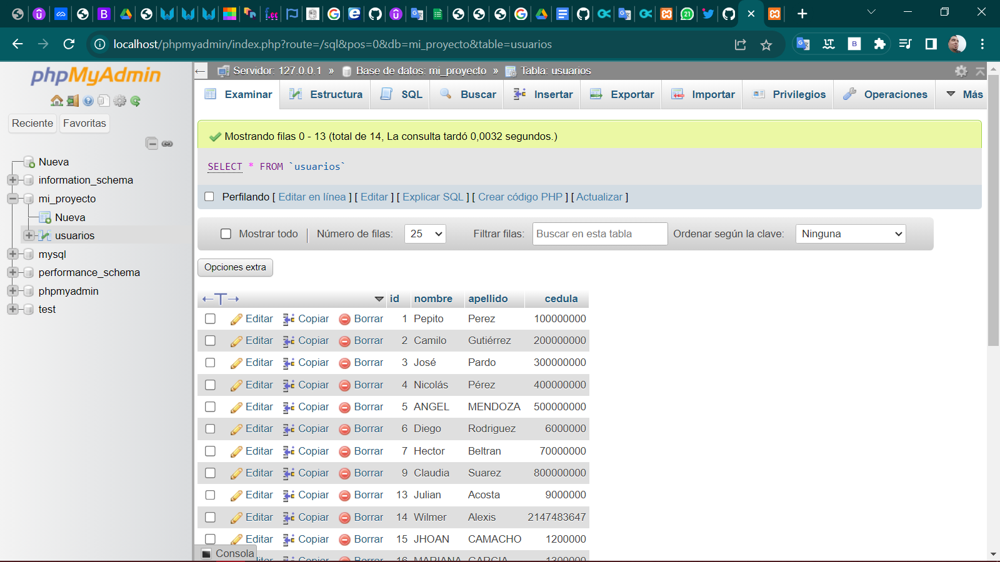 localhost/phpmyadmin/index.php?route=/sql&pos=0&db=mi_proyecto&table=usuarios
phpMyAdmin
Reciente Favoritas
Nueva
information_schema
mi_proyecto
Nueva
usuarios
mysql
performance_schema
phpmyadmin
test
Servidor: 127.0.0.1 » Base de datos: mi_proyecto » Tabla: usuarios
Examinar Estructura SQL Buscar Insertar Exportar Importar Privilegios Operaciones Más
Mostrando filas 0 - 13 (total de 14, La consulta tardó 0,0032 segundos.)
SELECT * FROM `usuarios`
Perfilando [ Editar en línea ] [ Editar ] [ Explicar SQL ] [ Crear código PHP ] [ Actualizar ]
Mostrar todo | Número de filas: 25 Filtrar filas: Buscar en esta tabla Ordenar según la clave: Ninguna
Opciones extra
←T→ id nombre apellido cedula
Editar Copiar Borrar 1 Pepito Perez 100000000
Editar Copiar Borrar 2 Camilo Gutiérrez 200000000
Editar Copiar Borrar 3 José Pardo 300000000
Editar Copiar Borrar 4 Nicolás Pérez 400000000
Editar Copiar Borrar 5 ANGEL MENDOZA 500000000
Editar Copiar Borrar 6 Diego Rodriguez 6000000
Editar Copiar Borrar 7 Hector Beltran 70000000
Editar Copiar Borrar 9 Claudia Suarez 800000000
Editar Copiar Borrar 13 Julian Acosta 9000000
Editar Copiar Borrar 14 Wilmer Alexis 2147483647
Editar Copiar Borrar 15 JHOAN CAMACHO 1200000
Copiar Borrar 16 MARIANA GARCIA 1300000
Consola